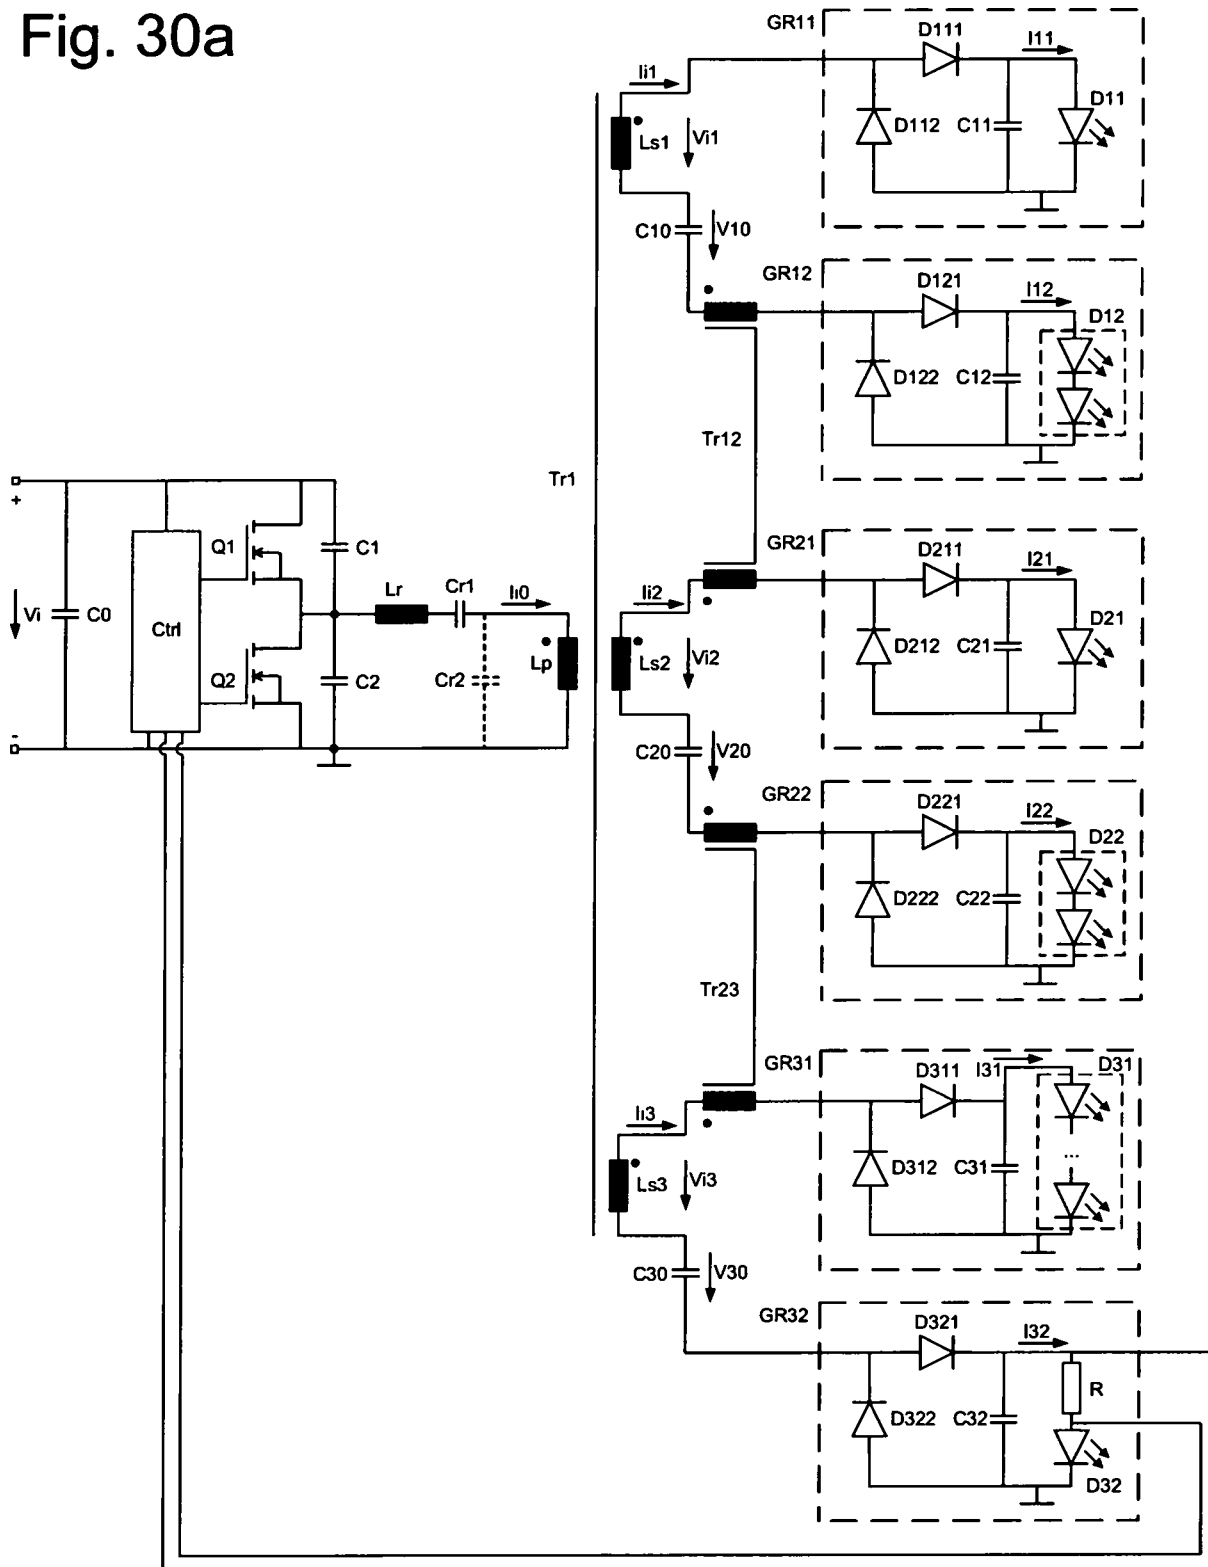 Fig. 30a
GR11
D111
I11
Ii1
D11
Ls1
Vi1
D112
C11
C10
V10
GR12
D121
I12
D12
D122
C12
Tr12
Tr1
+
Q1
C1
GR21
D211
I21
Lr
Cr1
Ii0
Ii2
D21
Vi
C0
Ctrl
Lp
Ls2
Vi2
D212
C21
Q2
Cr2
C2
-
C20
V20
GR22
D221
I22
D22
D222
C22
Tr23
GR31
D311
I31
D31
Ii3
...
Ls3
Vi3
D312
C31
C30
V30
GR32
D321
I32
R
D322
C32
D32